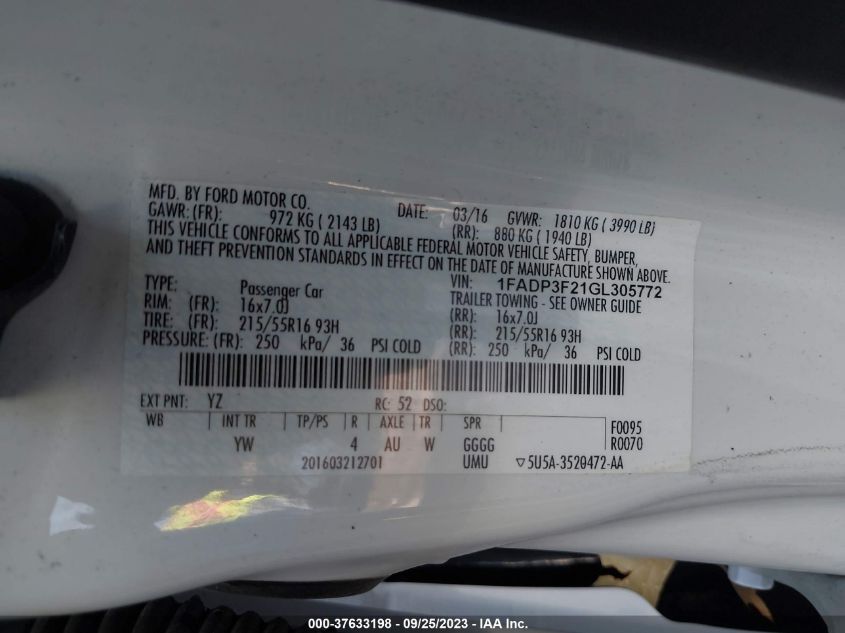 MFD. BY FORD MOTOR CO. DATE: 03/16 GVWR: 1810 KG ( 3990 LB)
GAWR: (FR): 972 KG ( 2143 LB) (RR): 880 KG ( 1940 LB)
THIS VEHICLE CONFORMS TO ALL APPLICABLE FEDERAL MOTOR VEHICLE SAFETY, BUMPER,
AND THEFT PREVENTION STANDARDS IN EFFECT ON THE DATE OF MANUFACTURE SHOWN ABOVE.
TYPE: Passenger Car VIN: 1FADP3F21GL305772
TRAILER TOWING - SEE OWNER GUIDE
RIM: (FR): 16x7.0J (RR): 16x7.0J
TIRE: (FR): 215/55R16 93H (RR): 215/55R16 93H
PRESSURE: (FR): 250 kPa/ 36 PSI COLD (RR): 250 kPa/ 36 PSI COLD
EXT PNT: YZ RC: 52 DSO:
WB INT TR TP/PS R AXLE TR SPR F0095
YW 4 AU W GGGG R0070
201603212701 UMU ▽5U5A-3520472-AA
000-37633198 - 09/25/2023 - IAA Inc.